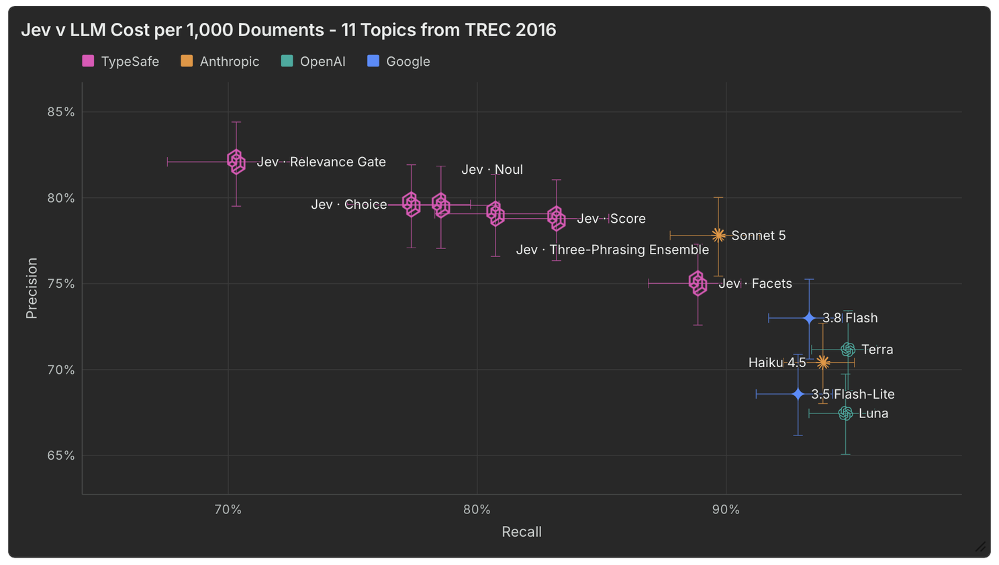 Jev v LLM Cost per 1,000 Douments - 11 Topics from TREC 2016
TypeSafe Anthropic OpenAI Google
85%
Jev · Relevance Gate
Jev · Noul
80%
Jev · Choice
Jev · Score
Sonnet 5
Jev · Three-Phrasing Ensemble
75%
Jev · Facets
Precision
3.8 Flash
Terra
Haiku 4.5
70%
3.5 Flash-Lite
Luna
65%
70% 80% 90%
Recall